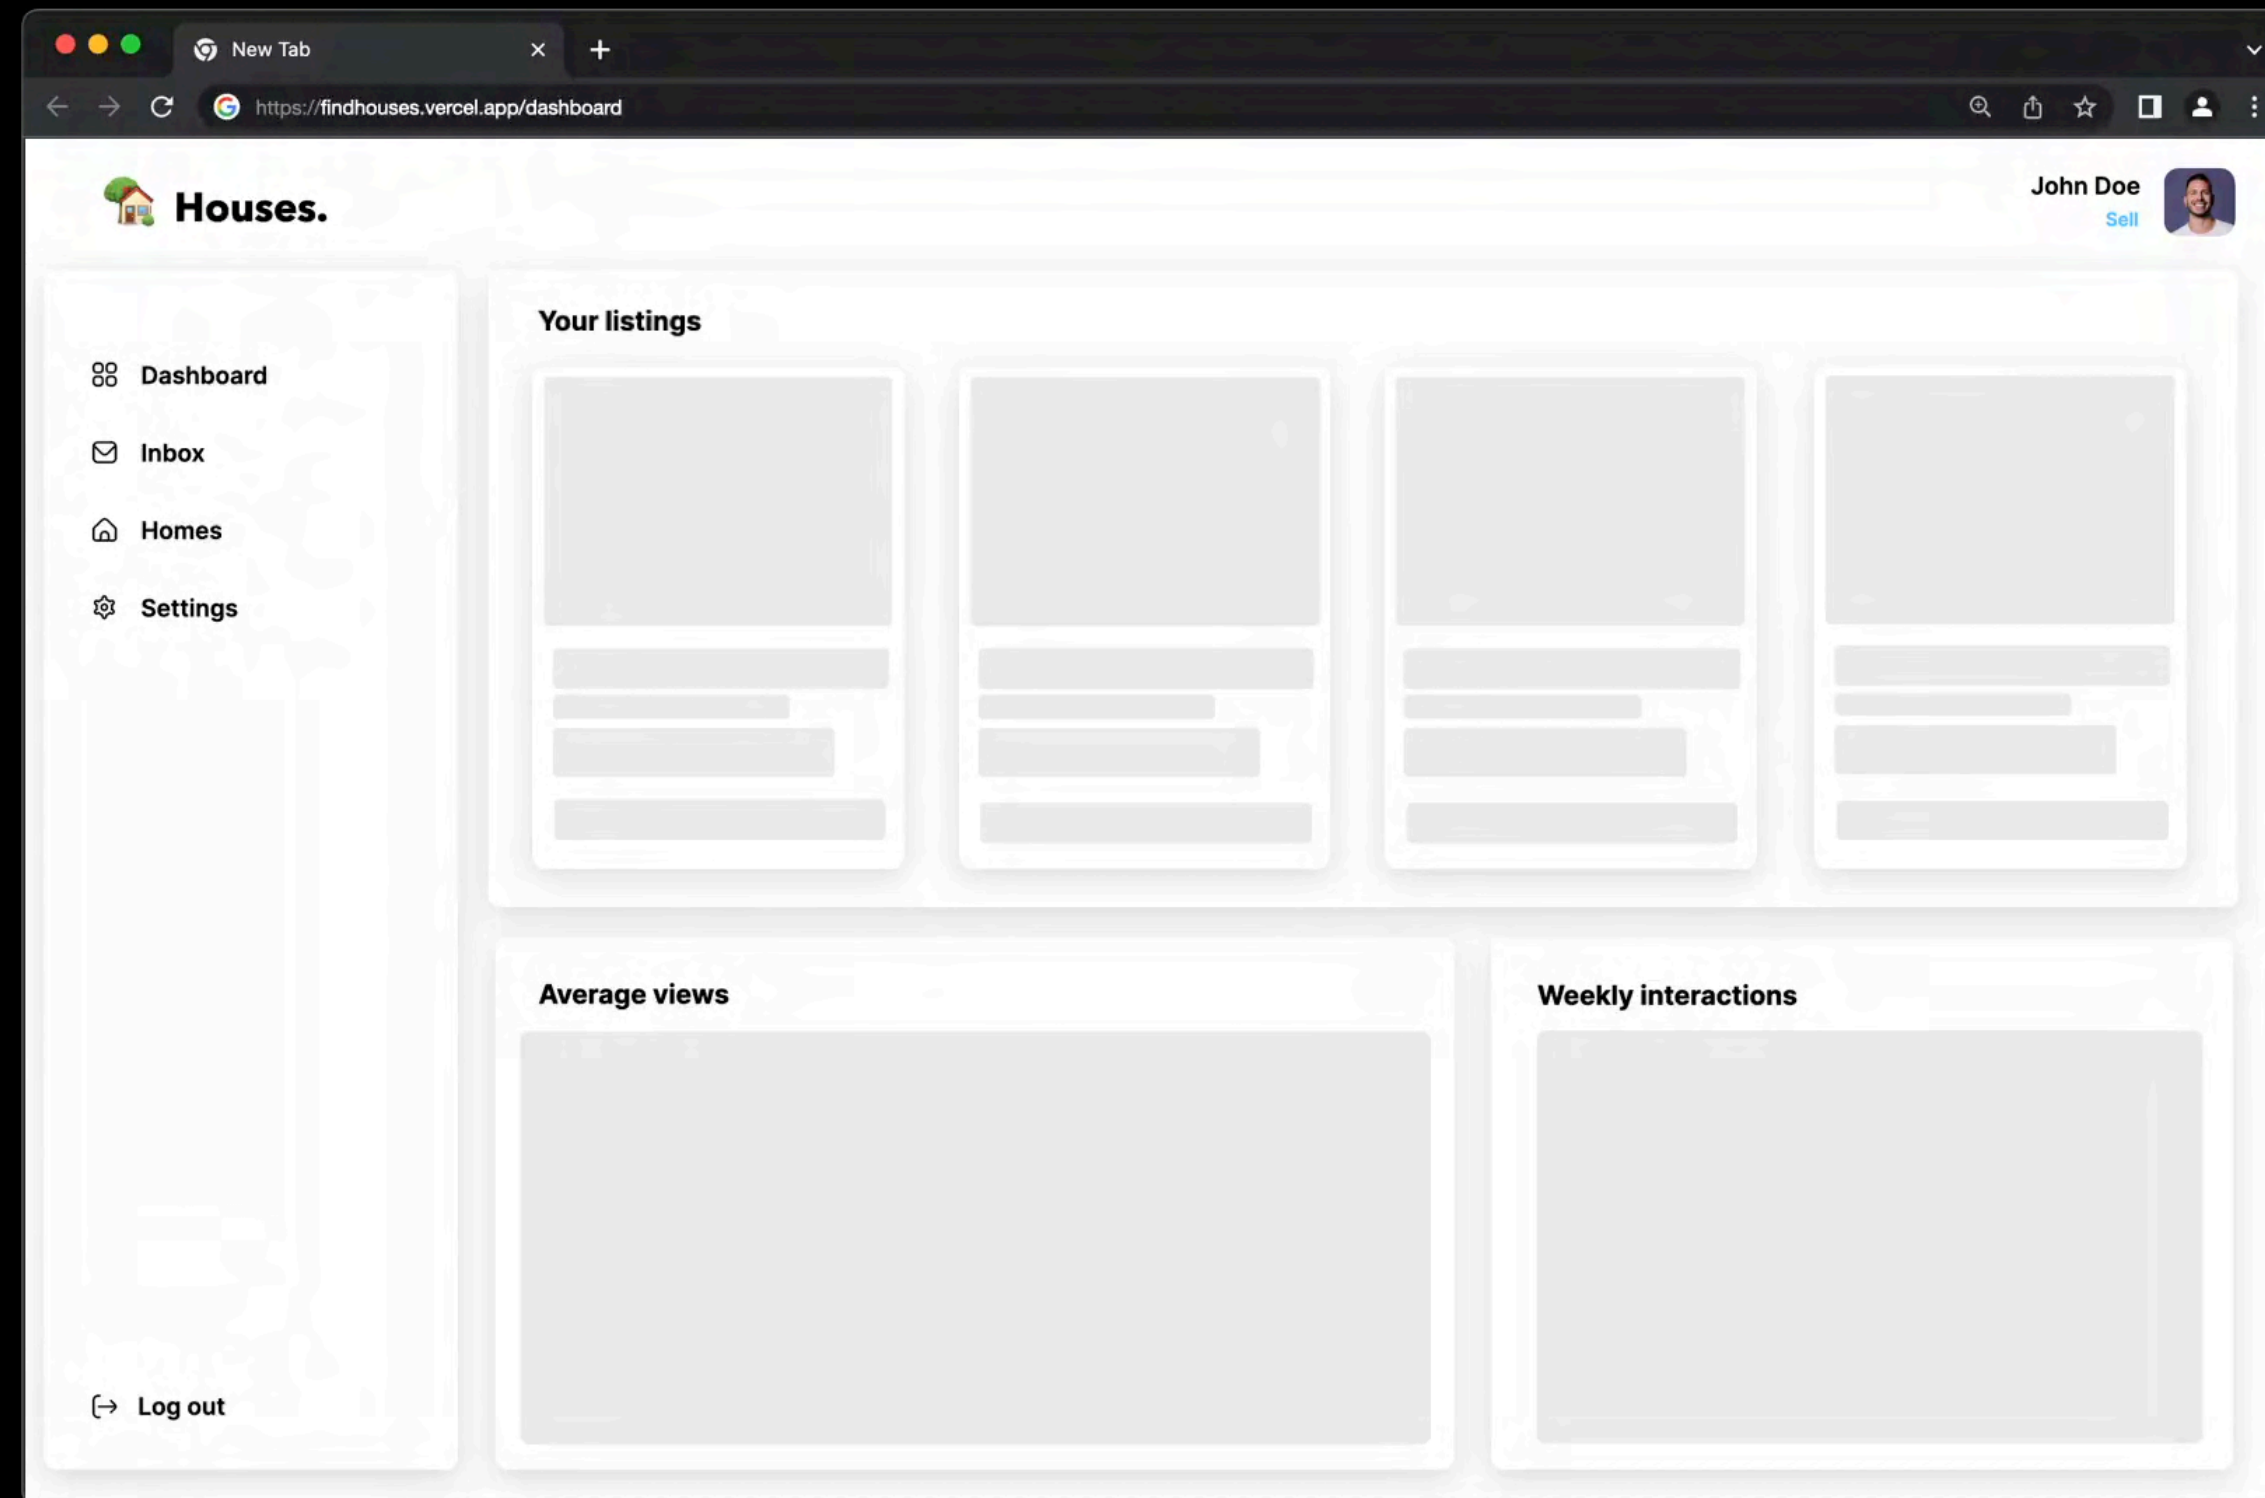 New Tab
https://findhouses.vercel.app/dashboard
Houses.
John Doe
Sell
Dashboard
Inbox
Homes
Settings
Log out
Your listings
Average views
Weekly interactions